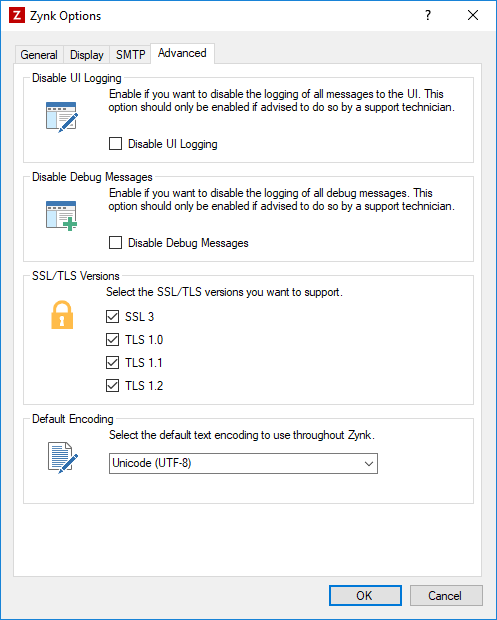 Z Zynk Options ?
General Display SMTP Advanced
Disable UI Logging
Enable if you want to disable the logging of all messages to the UI. This
option should only be enabled if advised to do so by a support technician.
Disable UI Logging
Disable Debug Messages
Enable if you want to disable the logging of all debug messages. This
option should only be enabled if advised to do so by a support technician.
Disable Debug Messages
SSL/TLS Versions
Select the SSL/TLS versions you want to support.
SSL 3
TLS 1.0
TLS 1.1
TLS 1.2
Default Encoding
Select the default text encoding to use throughout Zynk.
Unicode (UTF-8)
OK Cancel